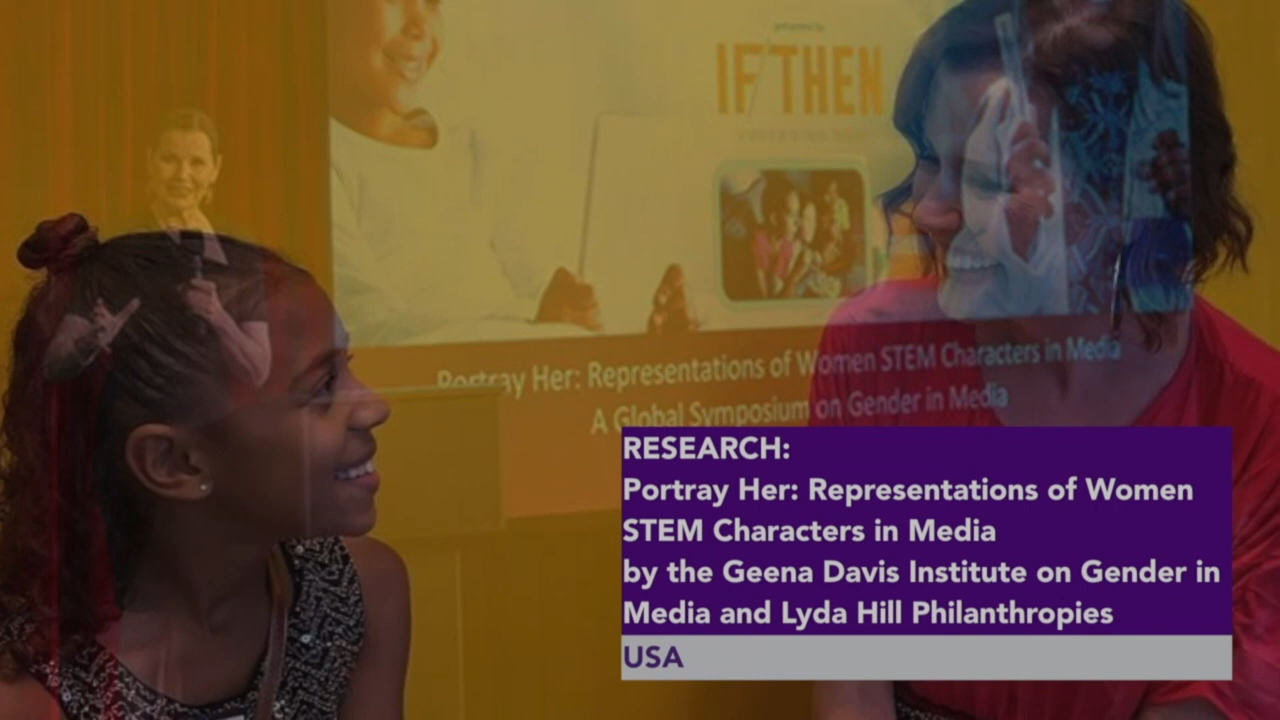 presented by
IF/THEN
Portray Her: Representations of Women STEM Characters in Media
A Global Symposium on Gender in Media
RESEARCH:
Portray Her: Representations of Women
STEM Characters in Media
by the Geena Davis Institute on Gender in
Media and Lyda Hill Philanthropies
USA